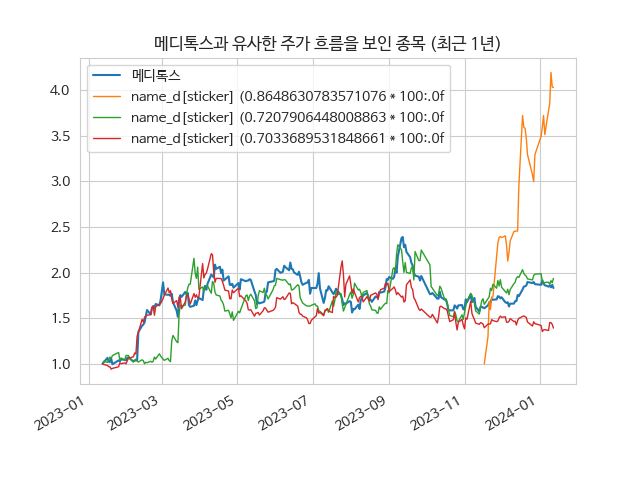 메디톡스과 유사한 주가 흐름을 보인 종목 (최근 1년)
메디톡스
name_d[sticker] (0.8648630783571076 * 100:.0f
name_d[sticker] (0.7207906448008863 * 100:.0f
name_d[sticker] (0.7033689531848661 * 100:.0f
4.0
3.5
3.0
2.5
2.0
1.5
1.0
2023-01
2023-03
2023-05
2023-07
2023-09
2023-11
2024-01